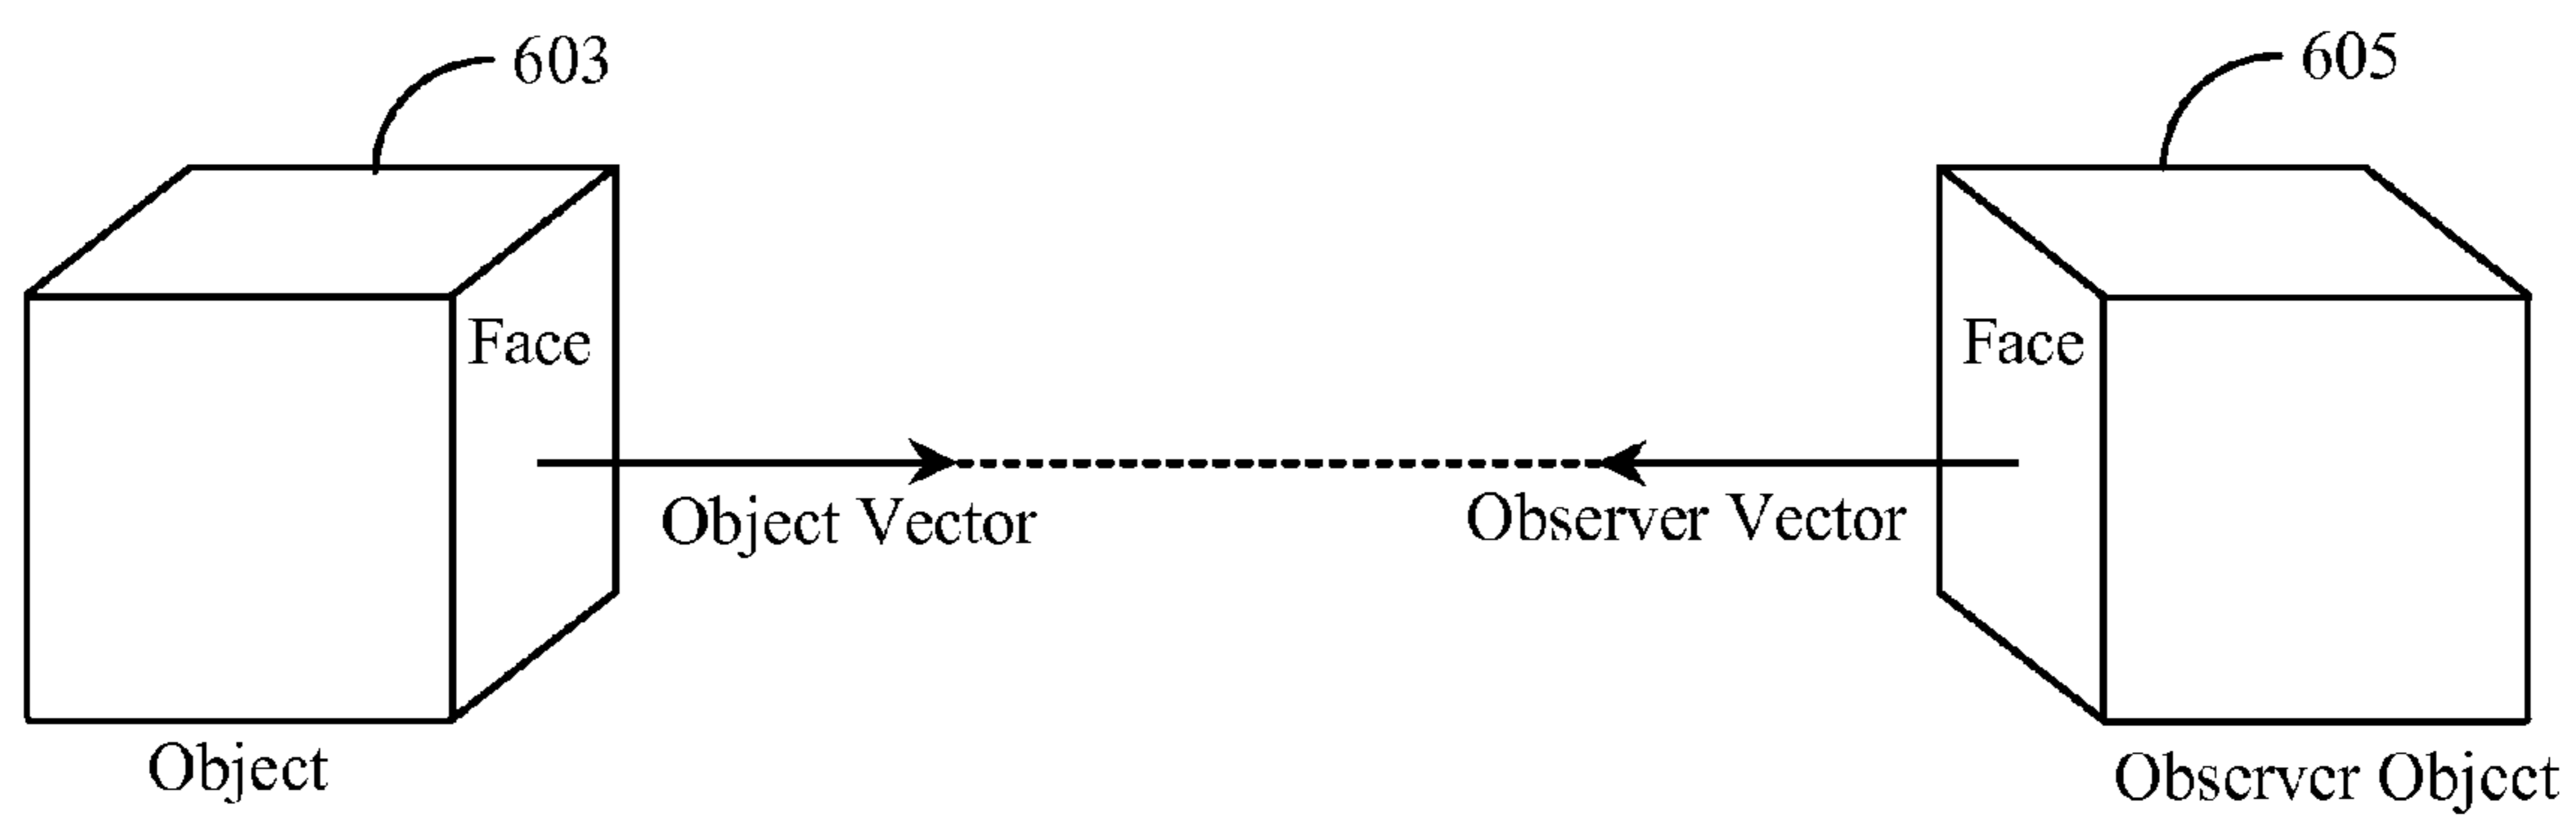 603
605
Face
Face
Object Vector
Observer Vector
Object
Observer Object